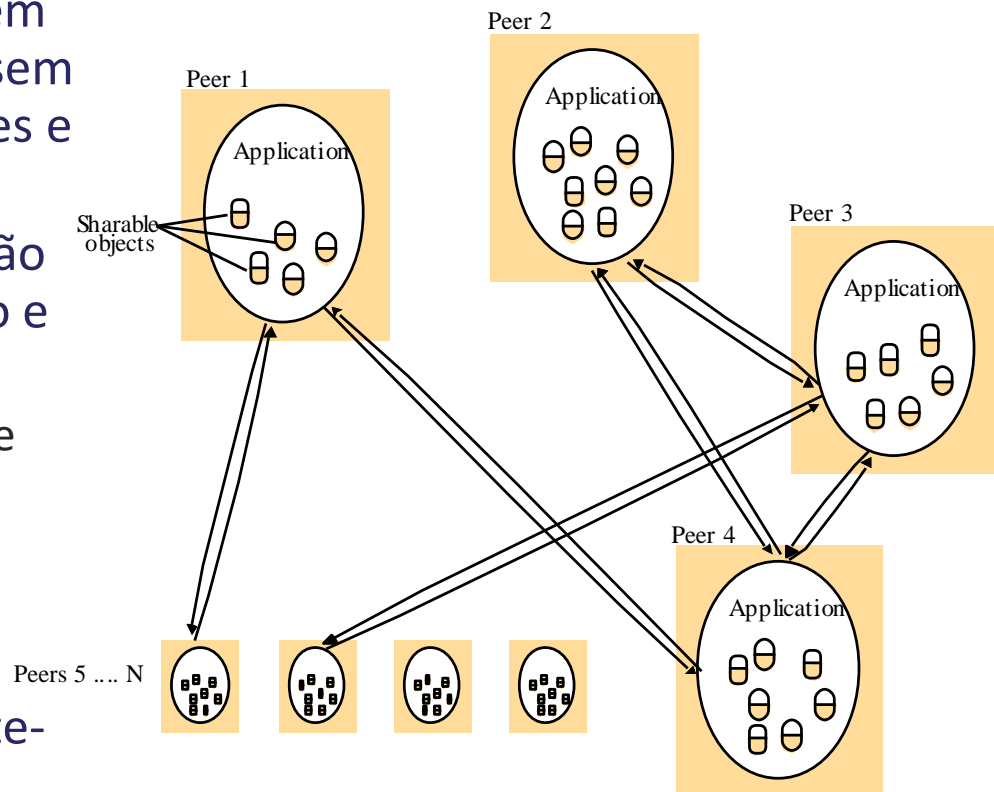 em
sem
es e
ão
o e
e
te-
Peer 1
Application
Sharable
objects
Peer 2
Application
Peer 3
Application
Peer 4
Application
Peers 5 .... N